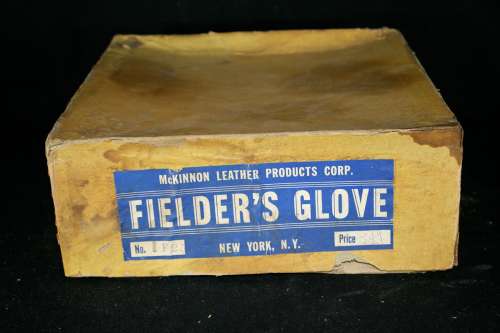 McKINNON LEATHER PRODUCTS CORP.
FIELDER'S GLOVE
No.
NEW YORK, N.Y.
Price